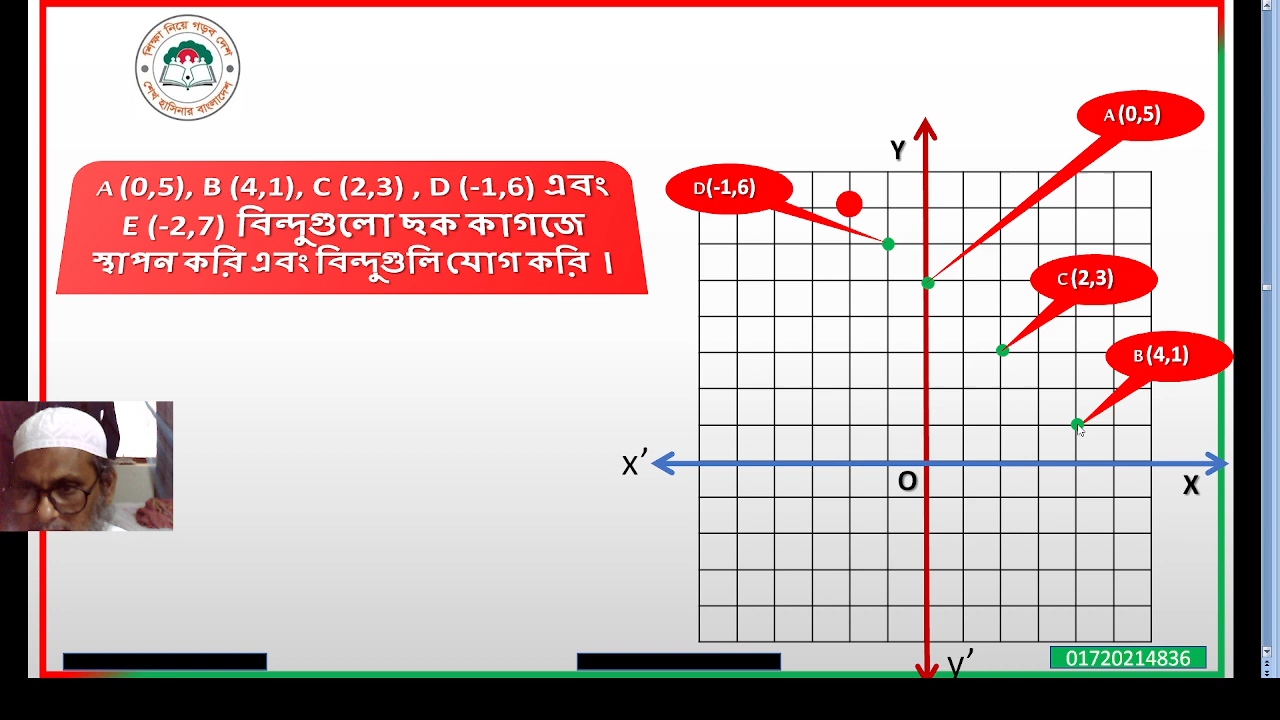 শিক্ষা নিয়ে গড়ব দেশ
শেখ হাসিনার বাংলাদেশ
A (0,5), B (4,1), C (2,3) , D (-1,6) এবং
E (-2,7) বিন্দুগুলো ছক কাগজে
স্থাপন করি এবং বিন্দুগুলি যোগ করি ।
A (0,5)
Y
D(-1,6)
C (2,3)
B (4,1)
X’
O
X
y’
01720214836